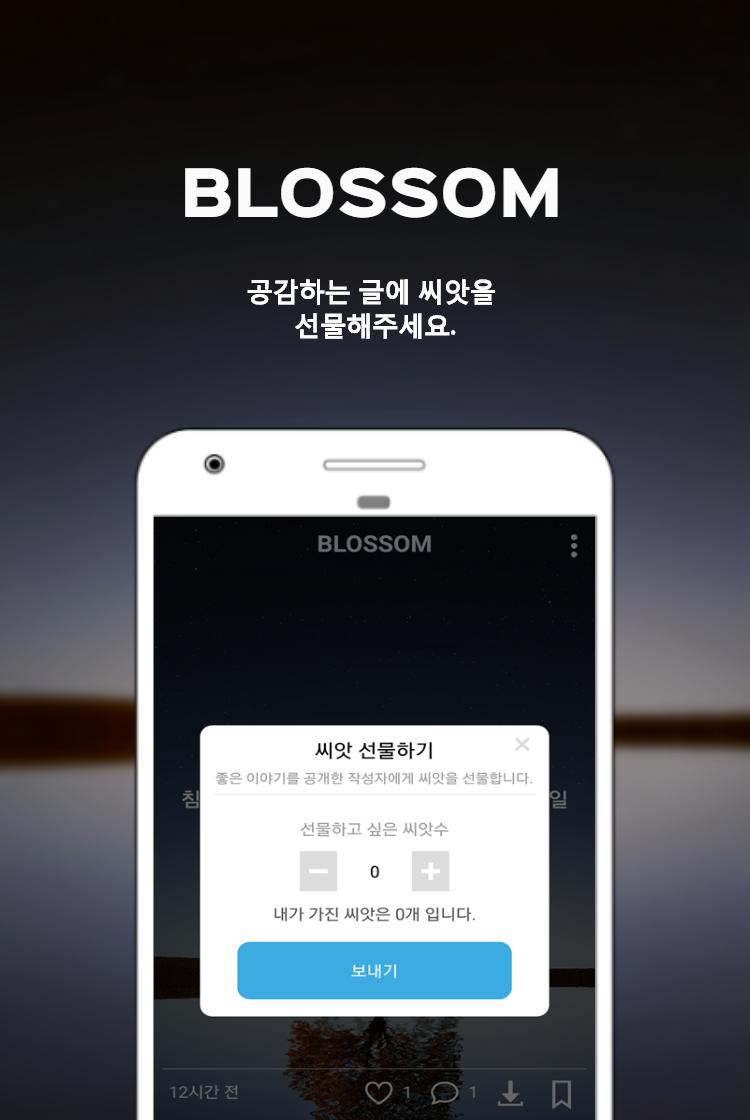 BLOSSOM
공감하는 글에 씨앗을
선물해주세요.
BLOSSOM
씨앗 선물하기
좋은 이야기를 공개한 작성자에게 씨앗을 선물합니다.
침
일
선물하고 싶은 씨앗수
0
내가 가진 씨앗은 0개 입니다.
보내기
12시간 전 1 1